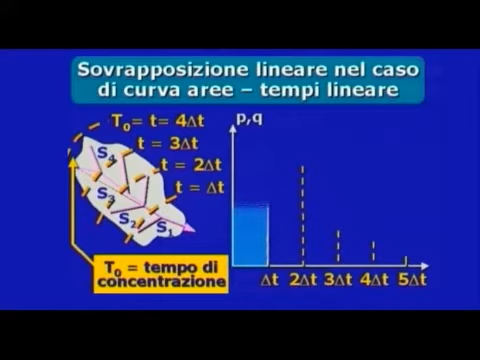 Sovrapposizione lineare nel caso
di curva aree – tempi lineare
T₀= t= 4Δt
t = 3Δt
t = 2Δt
t = Δt
S₄
S₃
S₂
S₁
T₀ = tempo di
concentrazione
p,q
Δt 2Δt 3Δt 4Δt 5Δt